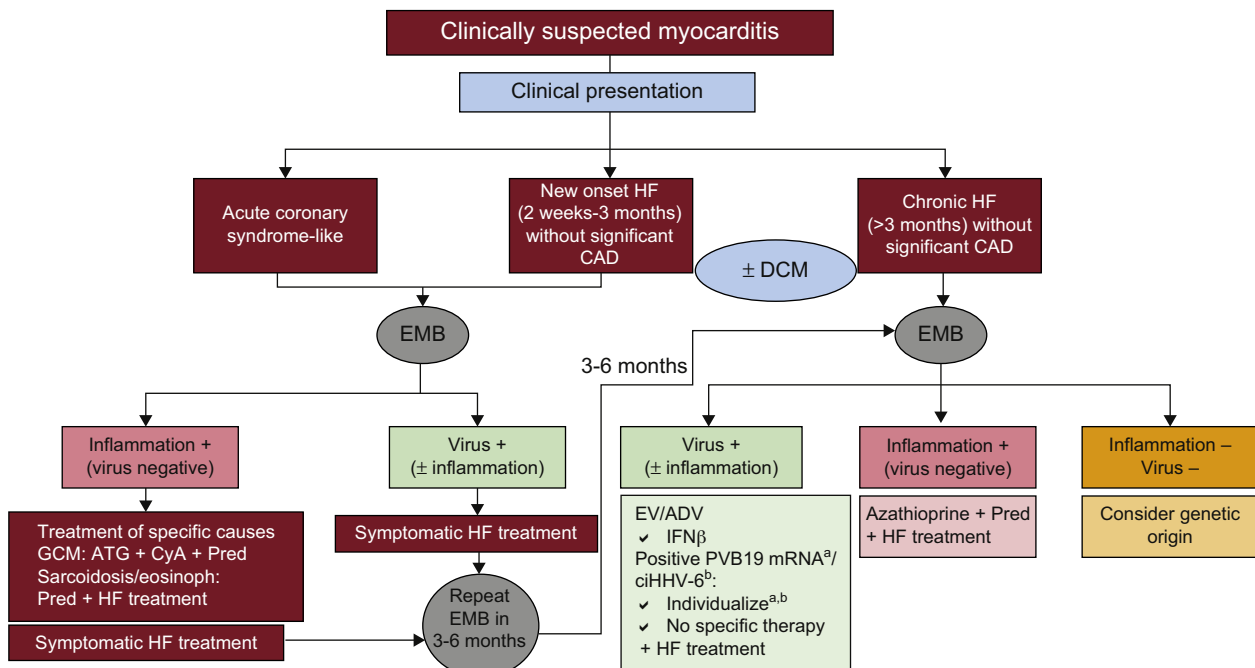 Clinically suspected myocarditis
Clinical presentation
Acute coronary
syndrome-like
New onset HF
(2 weeks-3 months)
without significant
CAD
± DCM
Chronic HF
(>3 months) without
significant CAD
EMB
EMB
3-6 months
Inflammation +
(virus negative)
Virus +
(± inflammation)
Virus +
(± inflammation)
Inflammation +
(virus negative)
Inflammation –
Virus –
Treatment of specific causes
GCM: ATG + CyA + Pred
Sarcoidosis/eosinoph:
Pred + HF treatment
Symptomatic HF treatment
Symptomatic HF treatment
Repeat
EMB in
3-6 months
EV/ADV
✓ IFNβ
Positive PVB19 mRNAᵃ/
ciHHV-6ᵇ:
✓ Individualizeᵃ,ᵇ
✓ No specific therapy
+ HF treatment
Azathioprine + Pred
+ HF treatment
Consider genetic
origin